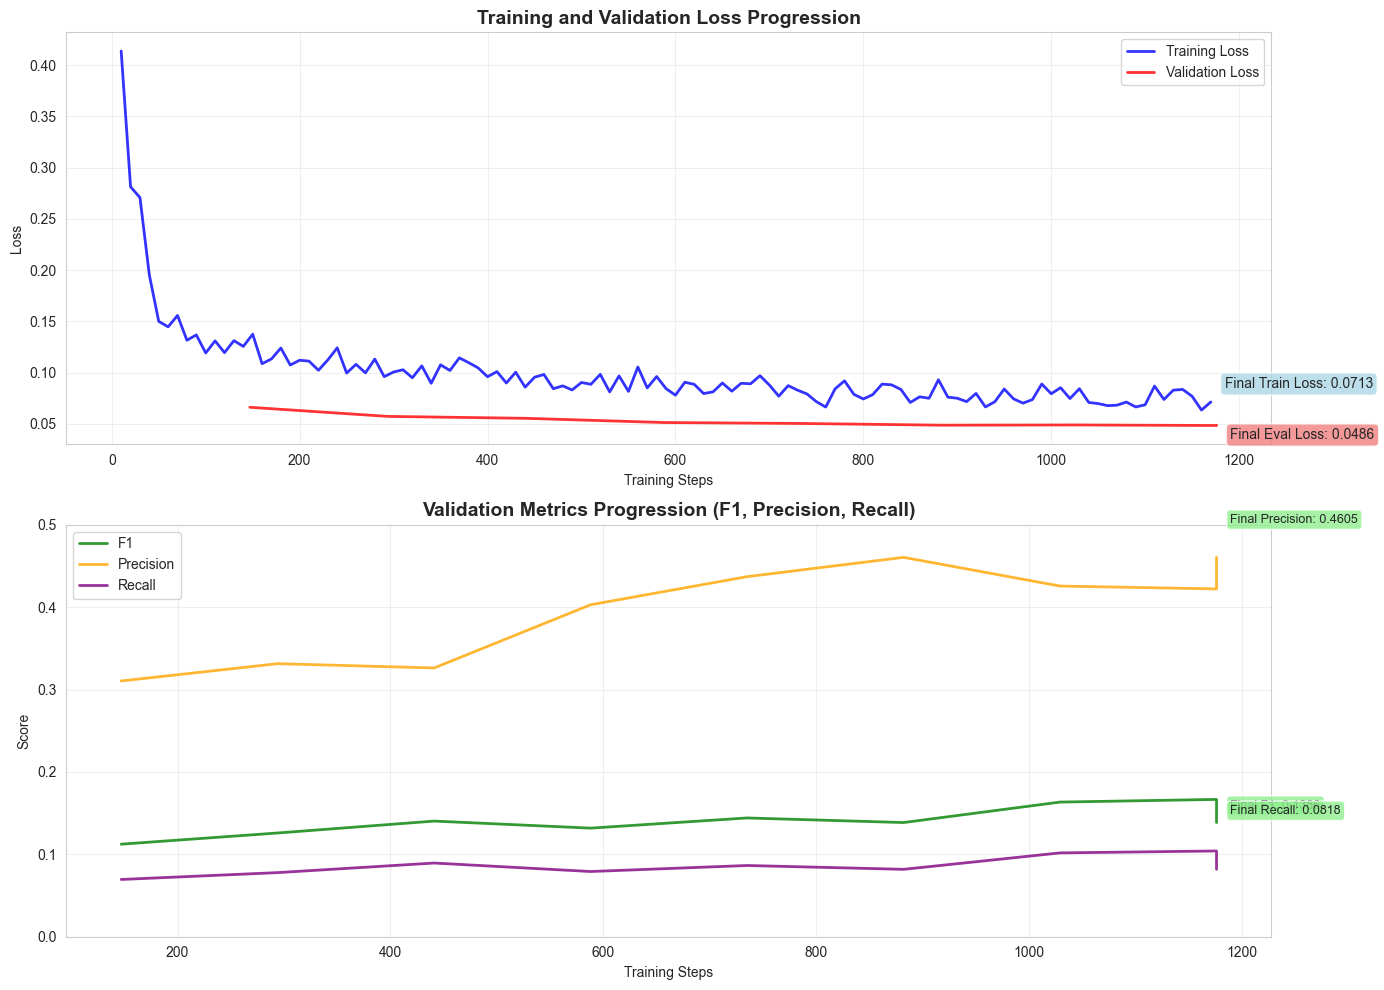 Training and Validation Loss Progression
Training Loss
Validation Loss
0.40
0.35
0.30
0.25
0.20
0.15
0.10
0.05
Loss
Final Train Loss: 0.0713
Final Eval Loss: 0.0486
0
200
400
600
800
1000
1200
Training Steps
Validation Metrics Progression (F1, Precision, Recall)
F1
Precision
Recall
0.5
0.4
0.3
0.2
0.1
0.0
Score
Final Precision: 0.4605
Final Recall: 0.0818
200
400
600
800
1000
1200
Training Steps